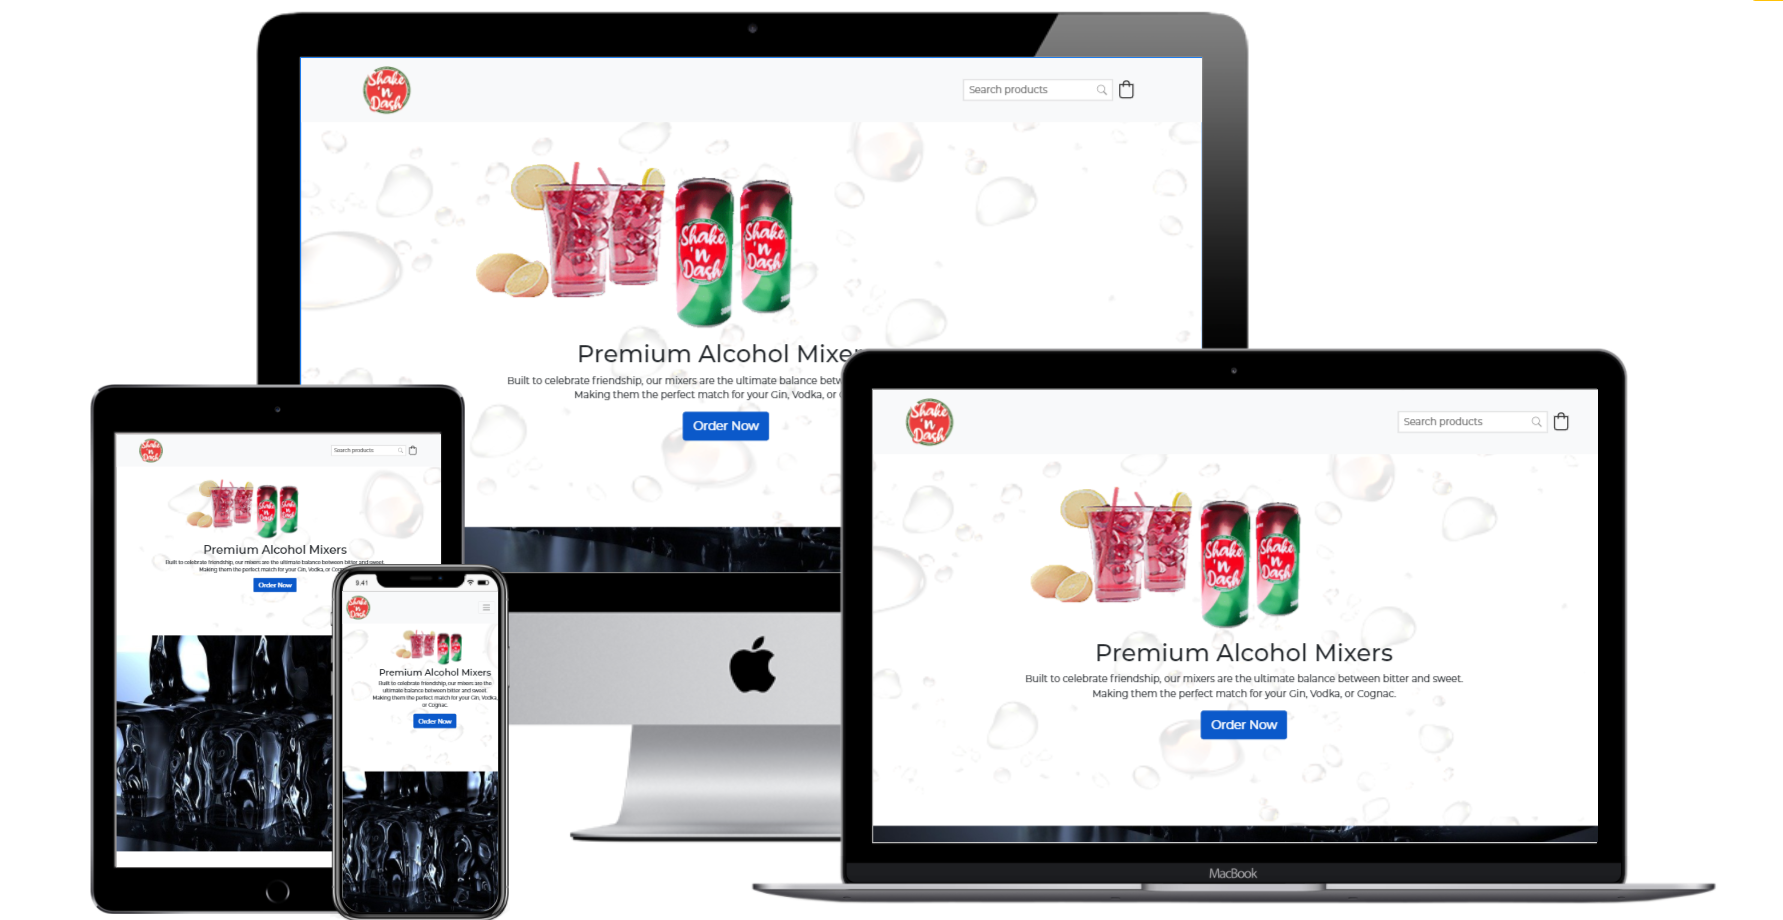 Shake
'n
Dash
Search products
Shake
'n
Dash
Shake
'n
Dash
Premium Alcohol Mixer
Built to celebrate friendship, our mixers are the ultimate balance betw
Making them the perfect match for your Gin, Vodka, or
Order Now
Shake
'n
Dash
Search products
Shake
'n
Dash
Shake
'n
Dash
Premium Alcohol Mixers
Built to celebrate friendship, our mixers are the ultimate balance between bitter and sweet.
Making them the perfect match for your Gin, Vodka, or Cognac.
Order Now
MacBook
Shake
'n
Dash
Search products
Shake
'n
Dash
Shake
'n
Dash
Premium Alcohol Mixers
Built to celebrate friendship, our mixers are the ultimate balance between bitter and sweet.
Making them the perfect match for your Gin, Vodka, or
Order Now
9:41
Shake
'n
Dash
Premium Alcohol Mixers
Built to celebrate friendship, our mixers are the
ultimate balance between bitter and sweet.
Making them the perfect match for your Gin, Vodka,
or Cognac.
Order Now